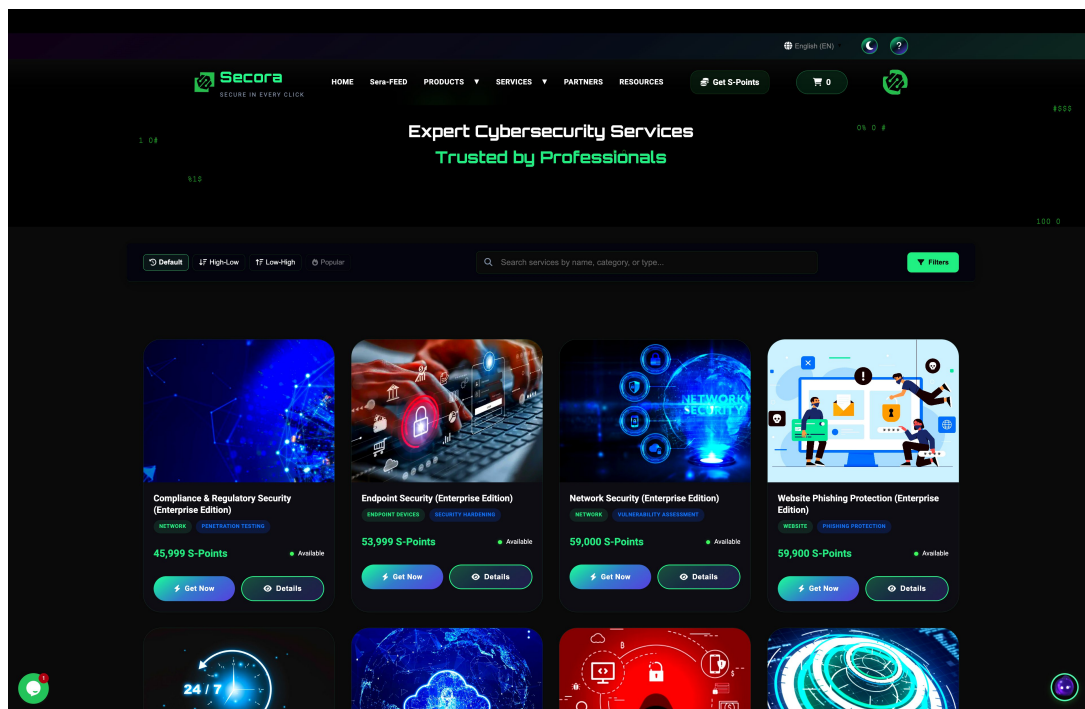 English (EN)
?
Secora
SECURE IN EVERY CLICK
HOME
Sera-FEED
PRODUCTS ▼
SERVICES ▼
PARTNERS
RESOURCES
Get S-Points
0
#$$$
1 0#
Expert Cybersecurity Services
0% 0 #
Trusted by Professionals
%1$
100 0
Default
High-Low
Low-High
Popular
Search services by name, category, or type...
Filters
NETWORK
SECURITY
Compliance & Regulatory Security
(Enterprise Edition)
NETWORK
PENETRATION TESTING
45,999 S-Points
Available
Get Now
Details
Endpoint Security (Enterprise Edition)
ENDPOINT DEVICES
SECURITY HARDENING
53,999 S-Points
Available
Get Now
Details
Network Security (Enterprise Edition)
NETWORK
VULNERABILITY ASSESSMENT
59,000 S-Points
Available
Get Now
Details
Website Phishing Protection (Enterprise
Edition)
WEBSITE
PHISHING PROTECTION
59,900 S-Points
Available
Get Now
Details
24 / 7
1